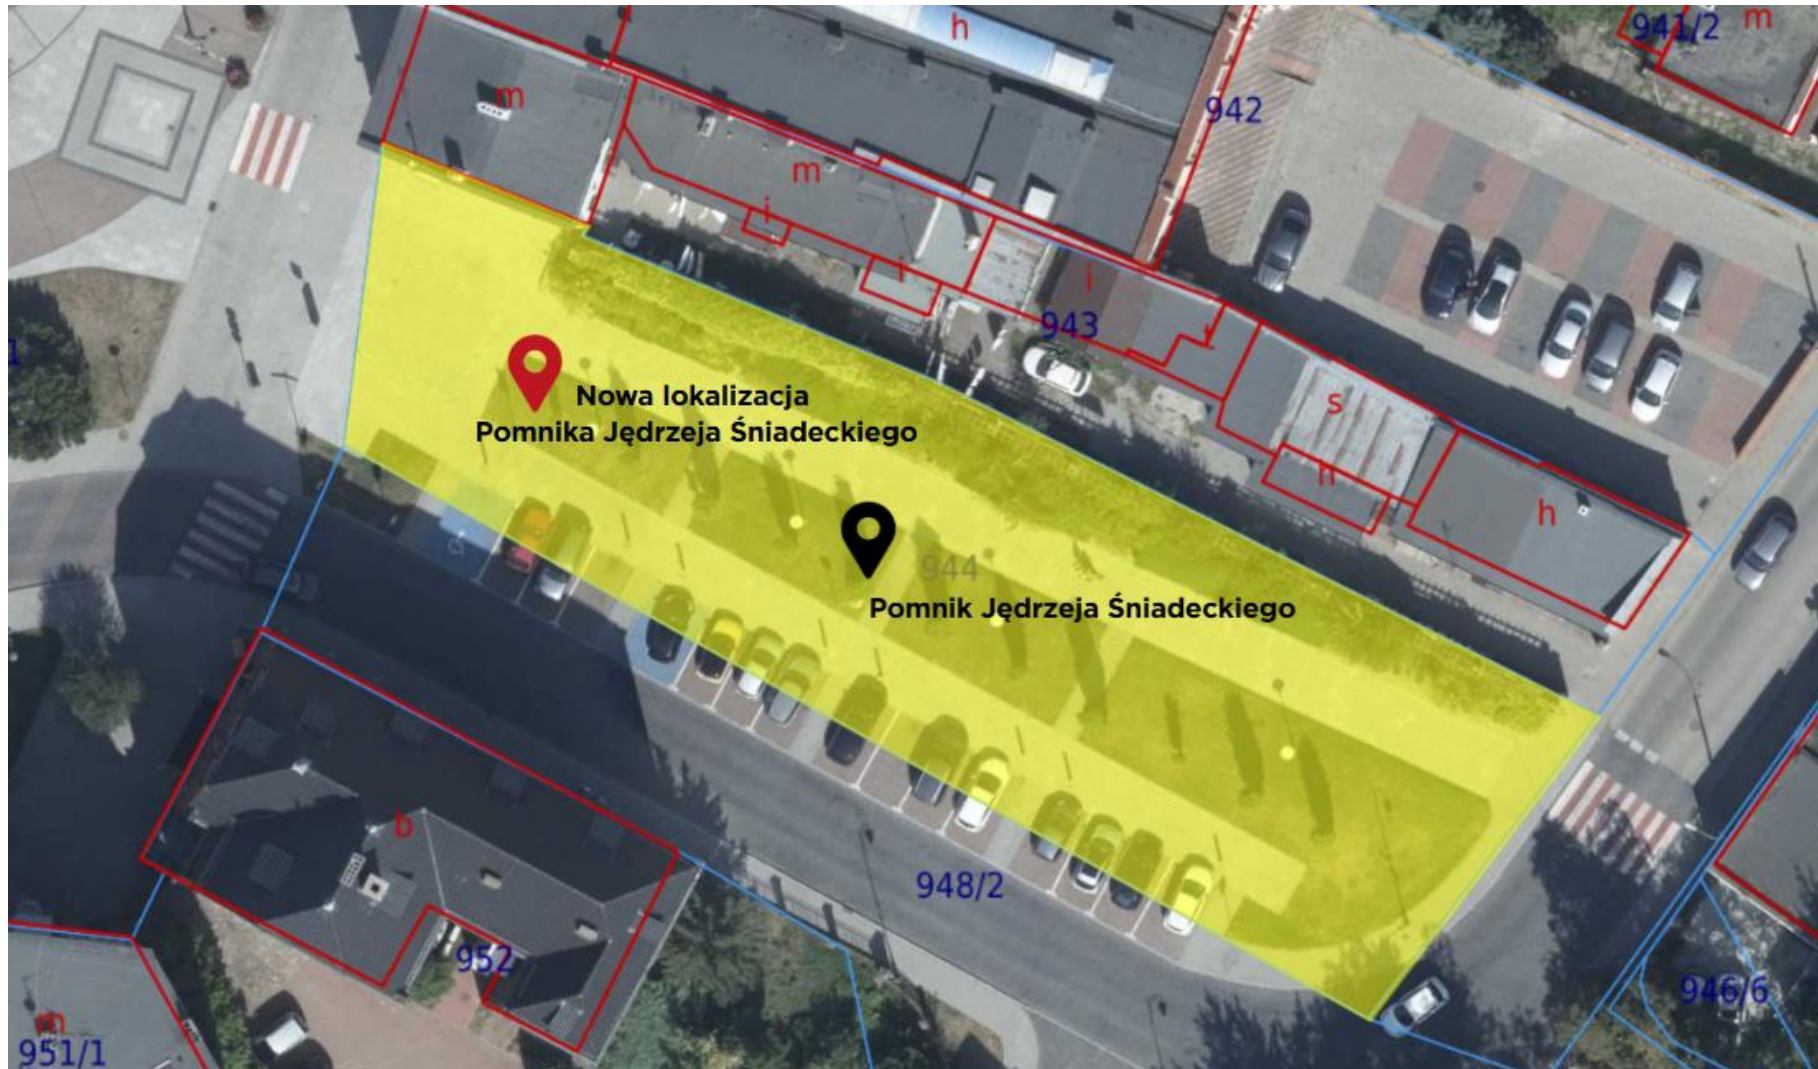 h
941/2
m
m
942
m
i
i
i
943
1
Nowa lokalizacja
Pomnika Jędrzeja Śniadeckiego
s
h
h
944
Pomnik Jędrzeja Śniadeckiego
b
948/2
952
946/6
m
951/1